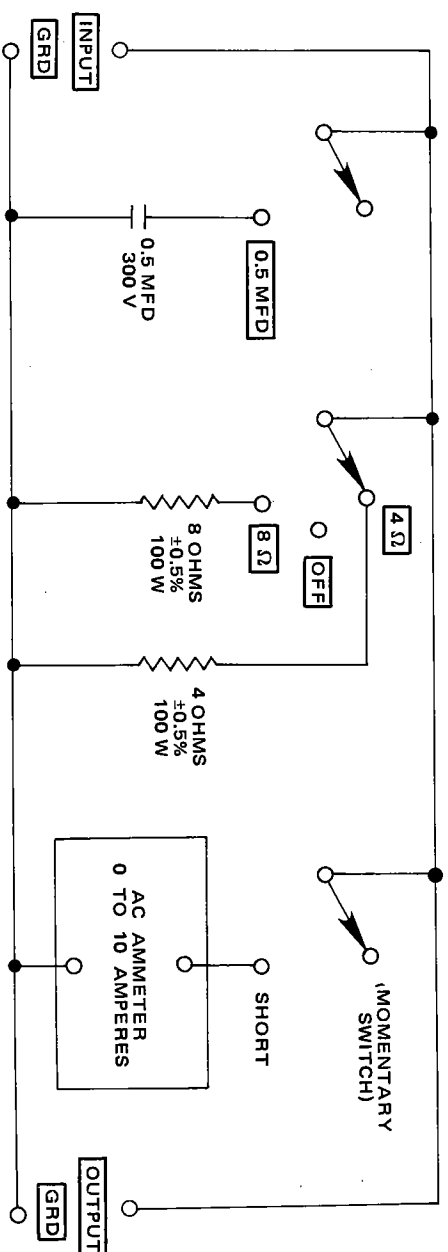 INPUT
GRD
0.5 MFD
0.5 MFD
300 V
4 Ω
OFF
8 Ω
8 OHMS
±0.5%
100 W
4 OHMS
±0.5%
100 W
(MOMENTARY
SWITCH)
SHORT
AC AMMETER
0 TO 10 AMPERES
OUTPUT
GRD